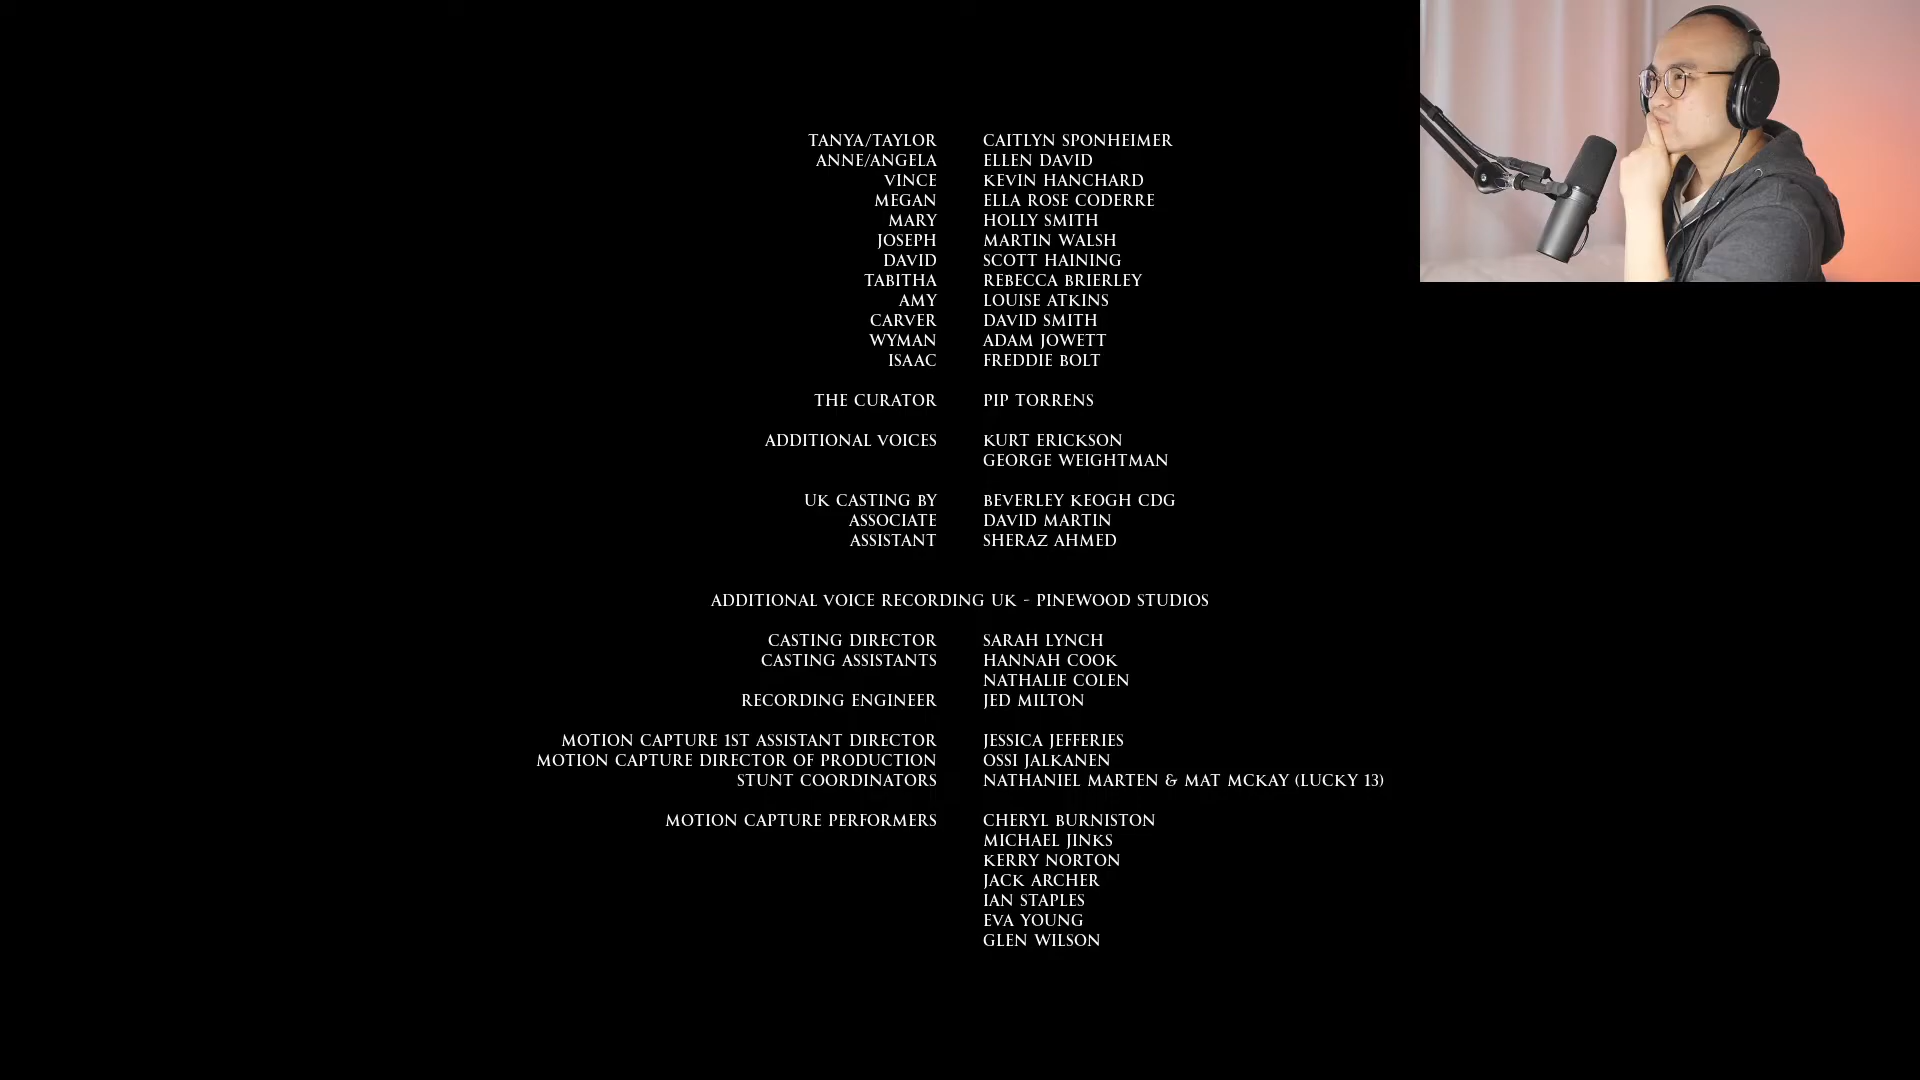 TANYA/TAYLOR CAITLYN SPONHEIMER
ANNE/ANGELA ELLEN DAVID
VINCE KEVIN HANCHARD
MEGAN ELLA ROSE CODERRE
MARY HOLLY SMITH
JOSEPH MARTIN WALSH
DAVID SCOTT HAINING
TABITHA REBECCA BRIERLEY
AMY LOUISE ATKINS
CARVER DAVID SMITH
WYMAN ADAM JOWETT
ISAAC FREDDIE BOLT
THE CURATOR PIP TORRENS
ADDITIONAL VOICES KURT ERICKSON
GEORGE WEIGHTMAN
UK CASTING BY BEVERLEY KEOGH CDG
ASSOCIATE DAVID MARTIN
ASSISTANT SHERAZ AHMED
ADDITIONAL VOICE RECORDING UK - PINEWOOD STUDIOS
CASTING DIRECTOR SARAH LYNCH
CASTING ASSISTANTS HANNAH COOK
NATHALIE COLEN
RECORDING ENGINEER JED MILTON
MOTION CAPTURE 1ST ASSISTANT DIRECTOR JESSICA JEFFERIES
MOTION CAPTURE DIRECTOR OF PRODUCTION OSSI JALKANEN
STUNT COORDINATORS NATHANIEL MARTEN & MAT MCKAY (LUCKY 13)
MOTION CAPTURE PERFORMERS CHERYL BURNISTON
MICHAEL JINKS
KERRY NORTON
JACK ARCHER
IAN STAPLES
EVA YOUNG
GLEN WILSON